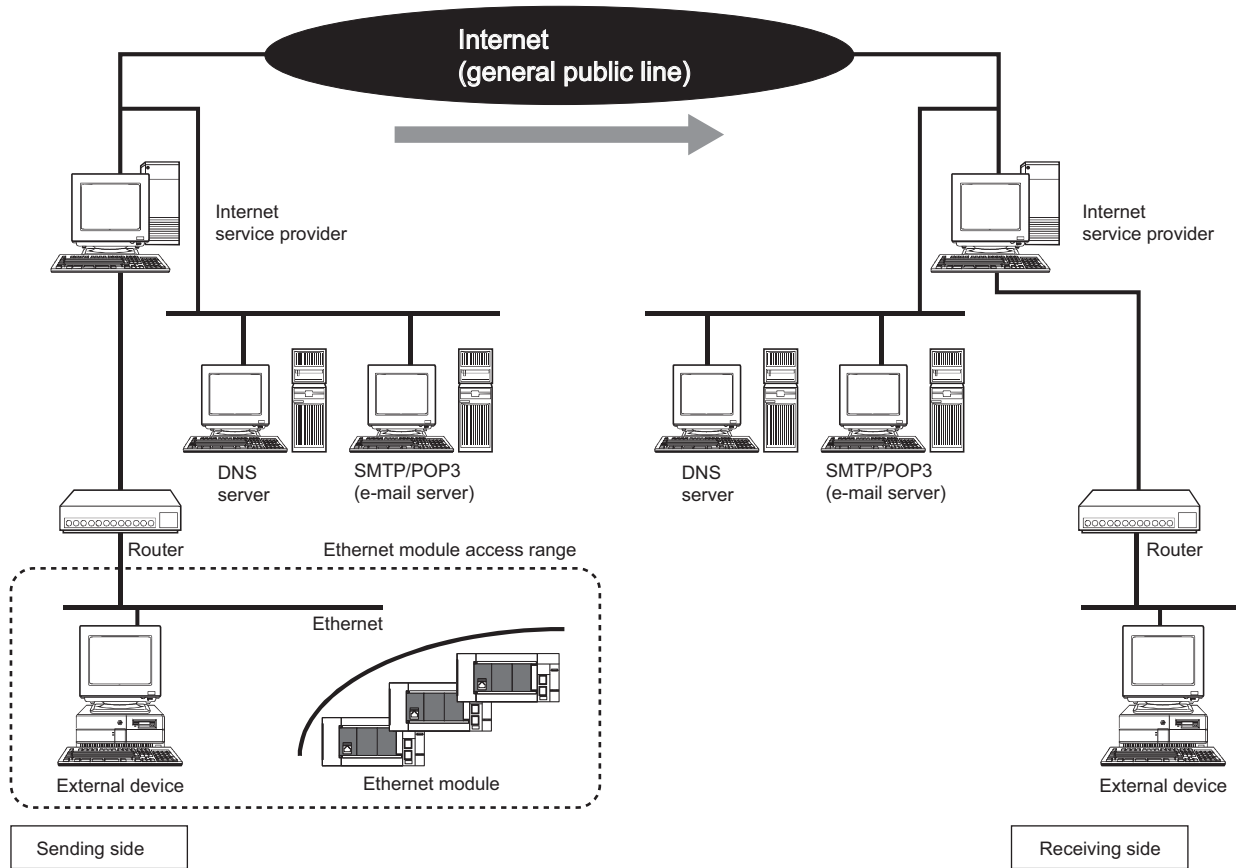 Internet
(general public line)
Internet
service provider
Internet
service provider
DNS
server
SMTP/POP3
(e-mail server)
DNS
server
SMTP/POP3
(e-mail server)
Router
Ethernet module access range
Router
Ethernet
External device
Ethernet module
External device
Sending side
Receiving side